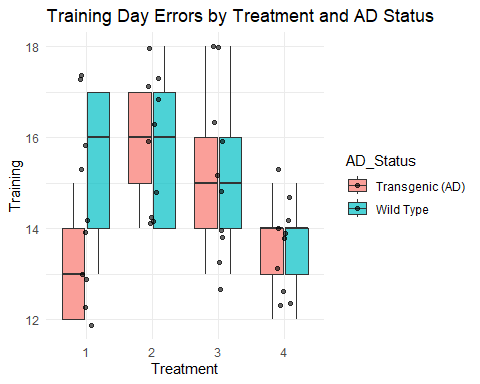 Training Day Errors by Treatment and AD Status
18
16
14
12
Training
1 2 3 4
Treatment
AD_Status
Transgenic (AD)
Wild Type